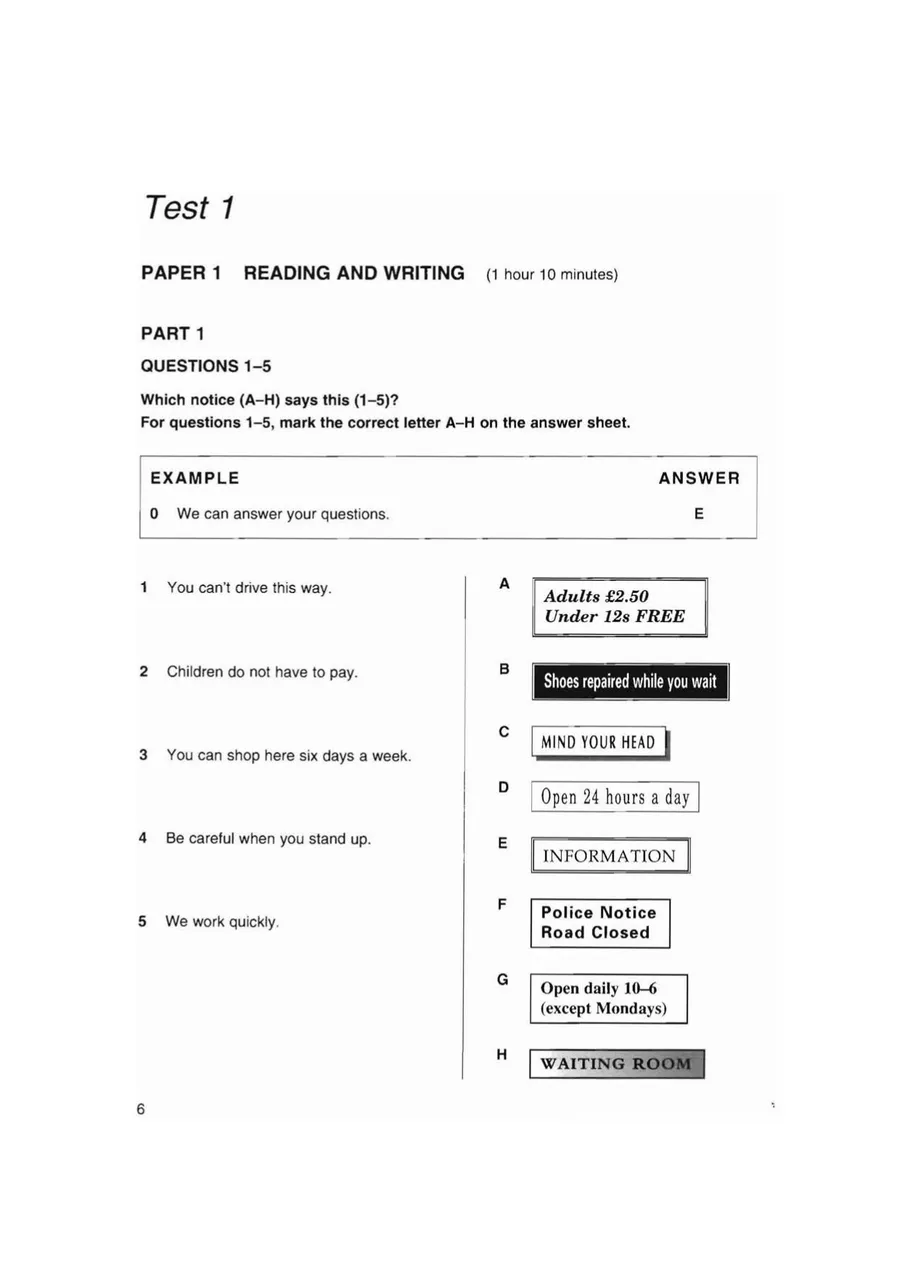 Test 1
PAPER 1 READING AND WRITING (1 hour 10 minutes)
PART 1
QUESTIONS 1–5
Which notice (A–H) says this (1–5)?
For questions 1–5, mark the correct letter A–H on the answer sheet.
EXAMPLE ANSWER
0 We can answer your questions. E
1 You can't drive this way.
2 Children do not have to pay.
3 You can shop here six days a week.
4 Be careful when you stand up.
5 We work quickly.
A
Adults £2.50
Under 12s FREE
B
Shoes repaired while you wait
C
MIND YOUR HEAD
D
Open 24 hours a day
E
INFORMATION
F
Police Notice
Road Closed
G
Open daily 10–6
(except Mondays)
H
WAITING ROOM
6